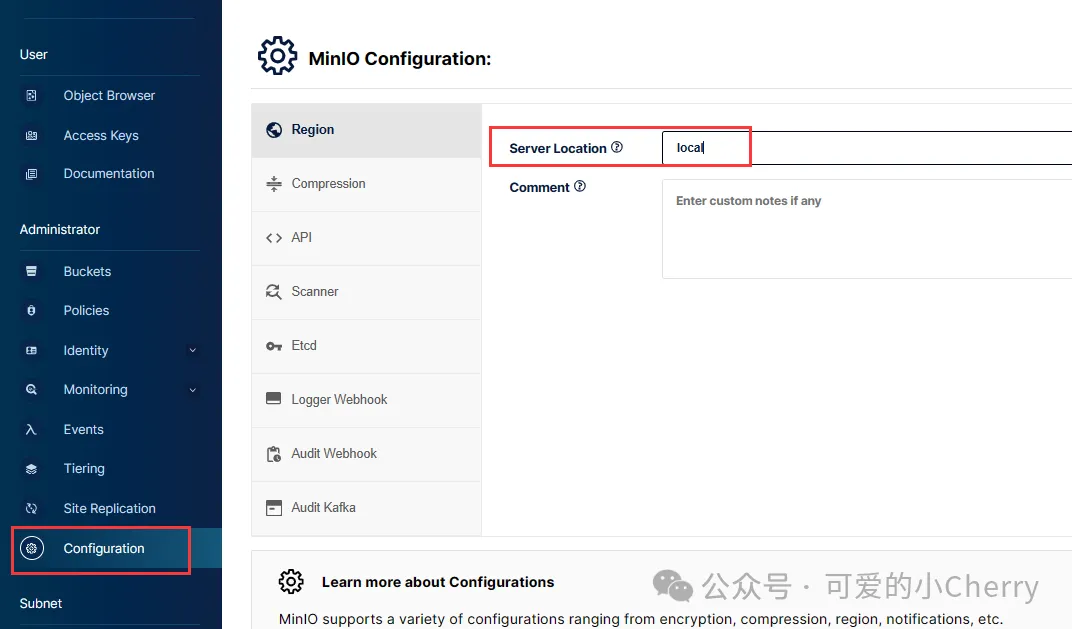 User
Object Browser
Access Keys
Documentation
Administrator
Buckets
Policies
Identity
Monitoring
Events
Tiering
Site Replication
Configuration
Subnet
MinIO Configuration:
Region
Compression
API
Scanner
Etcd
Logger Webhook
Audit Webhook
Audit Kafka
Server Location
local
Comment
Enter custom notes if any
Learn more about Configurations
MinIO supports a variety of configurations ranging from encryption, compression, region, notifications, etc.
公众号 · 可爱的小Cherry